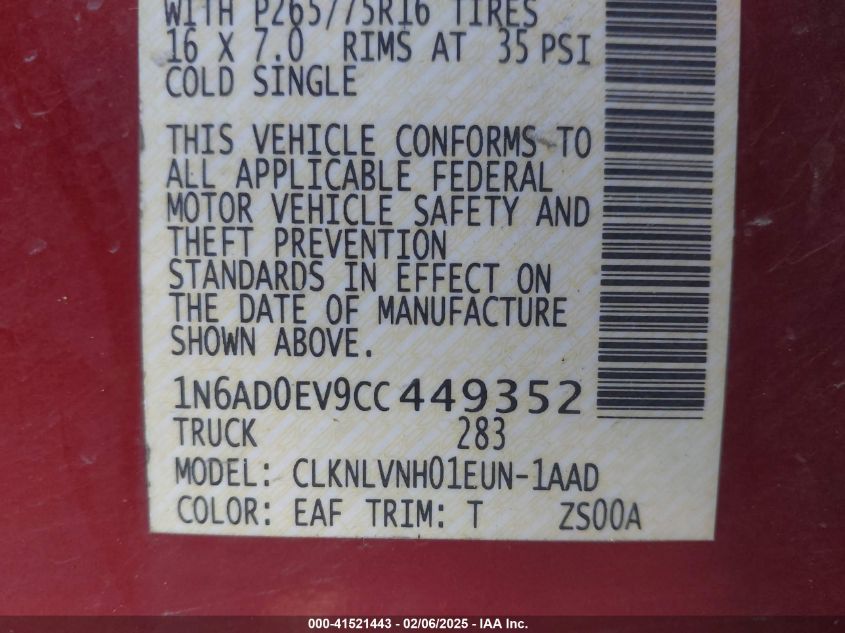 WITH P265/75R16 TIRES
16 X 7.0 RIMS AT 35 PSI
COLD SINGLE
THIS VEHICLE CONFORMS TO
ALL APPLICABLE FEDERAL
MOTOR VEHICLE SAFETY AND
THEFT PREVENTION
STANDARDS IN EFFECT ON
THE DATE OF MANUFACTURE
SHOWN ABOVE.
1N6AD0EV9CC449352
TRUCK 283
MODEL: CLKNLVNH01EUN-1AAD
COLOR: EAF TRIM: T ZS00A
000-41521443 - 02/06/2025 - IAA Inc.